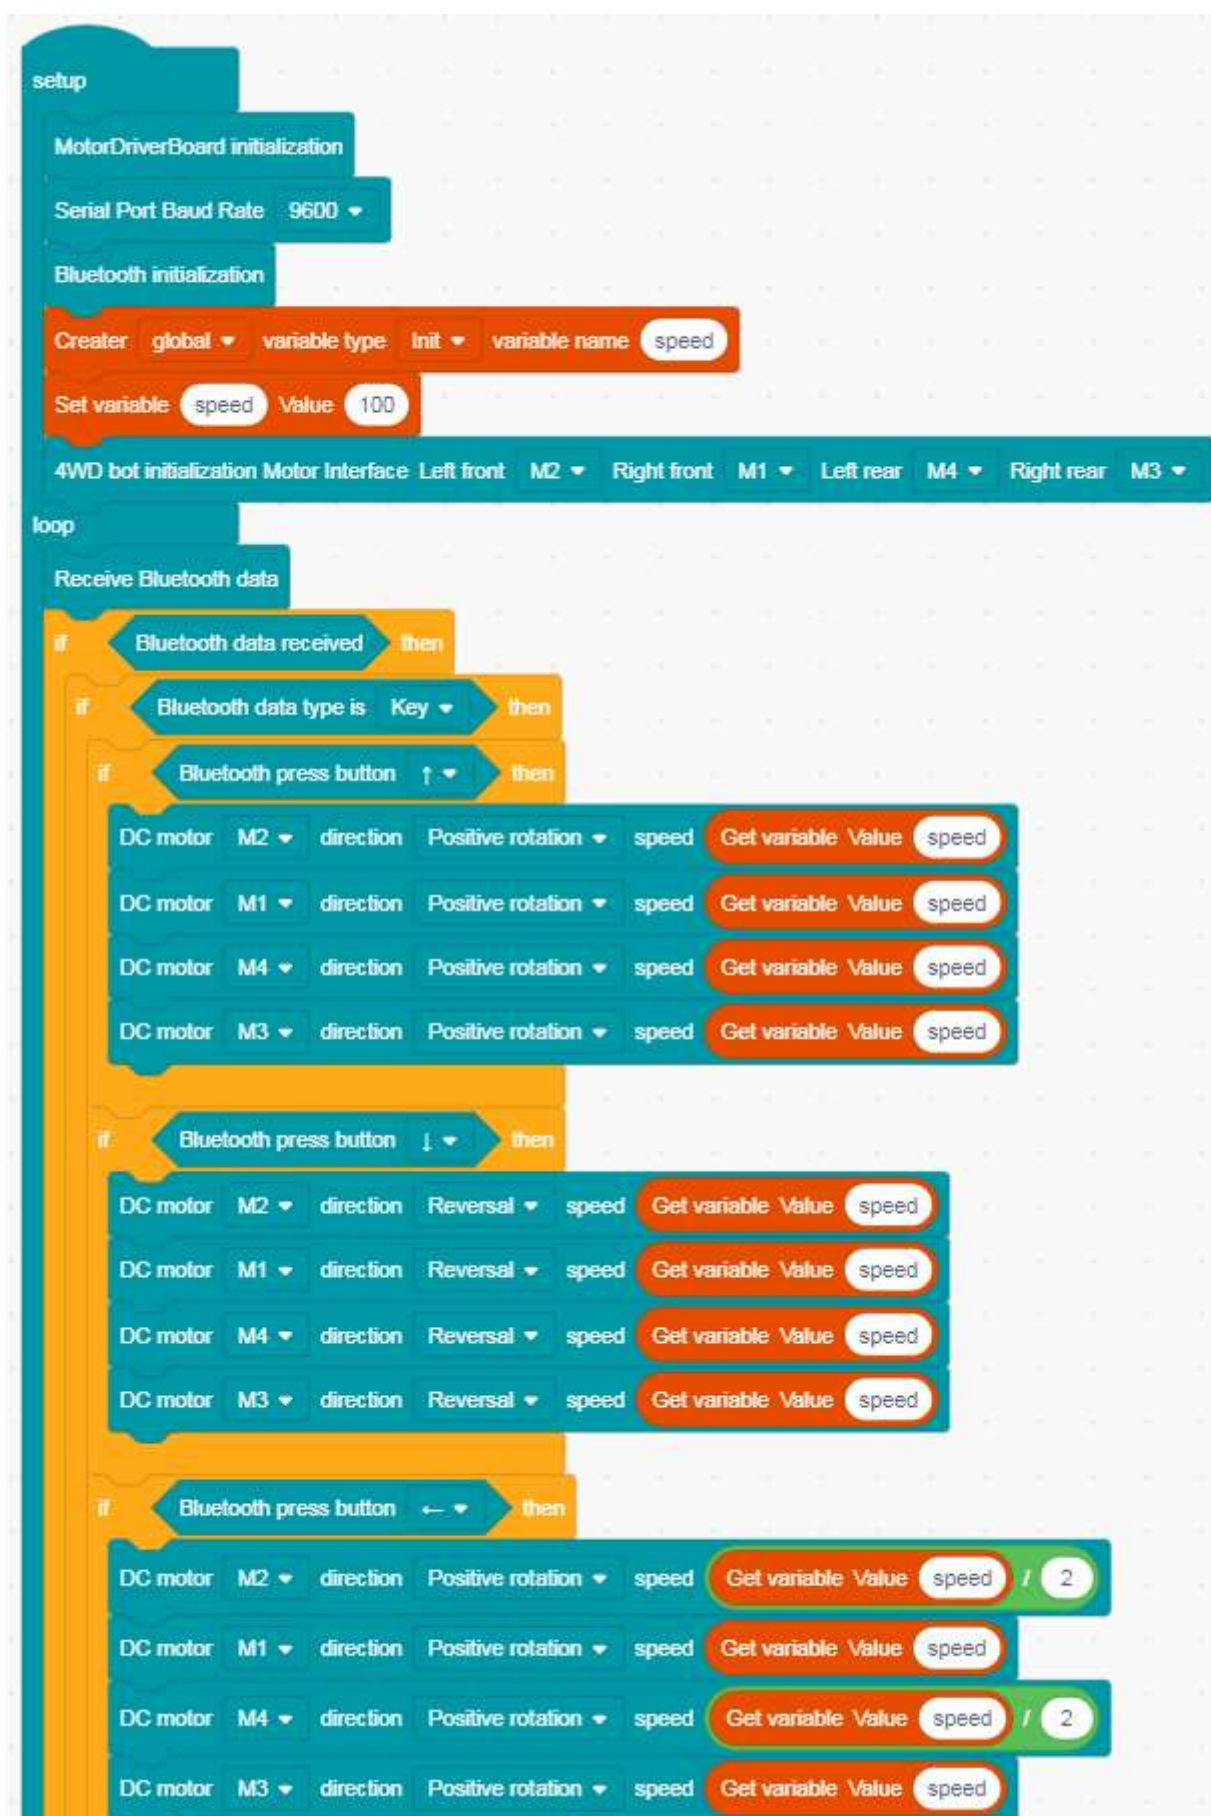 setup
MotorDriverBoard initialization
Serial Port Baud Rate 9600
Bluetooth initialization
Creater global variable type Init variable name speed
Set variable speed Value 100
4WD bot initialization Motor Interface Left front M2 Right front M1 Left rear M4 Right rear M3
loop
Receive Bluetooth data
if Bluetooth data received then
if Bluetooth data type is Key then
if Bluetooth press button ↑ then
DC motor M2 direction Positive rotation speed Get variable Value speed
DC motor M1 direction Positive rotation speed Get variable Value speed
DC motor M4 direction Positive rotation speed Get variable Value speed
DC motor M3 direction Positive rotation speed Get variable Value speed
if Bluetooth press button ↓ then
DC motor M2 direction Reversal speed Get variable Value speed
DC motor M1 direction Reversal speed Get variable Value speed
DC motor M4 direction Reversal speed Get variable Value speed
DC motor M3 direction Reversal speed Get variable Value speed
if Bluetooth press button ← then
DC motor M2 direction Positive rotation speed Get variable Value speed / 2
DC motor M1 direction Positive rotation speed Get variable Value speed
DC motor M4 direction Positive rotation speed Get variable Value speed / 2
DC motor M3 direction Positive rotation speed Get variable Value speed